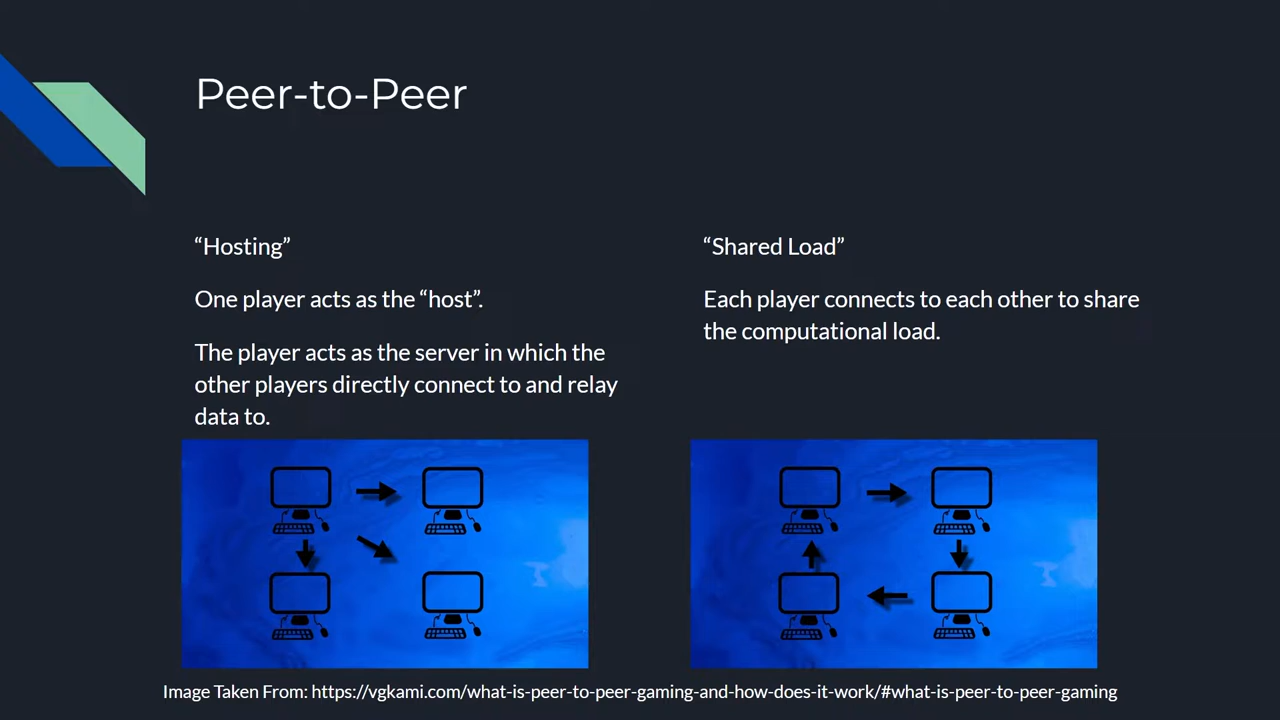 Peer-to-Peer
“Hosting”
One player acts as the “host”.
The player acts as the server in which the
other players directly connect to and relay
data to.
“Shared Load”
Each player connects to each other to share
the computational load.
Image Taken From: https://vgkami.com/what-is-peer-to-peer-gaming-and-how-does-it-work/#what-is-peer-to-peer-gaming